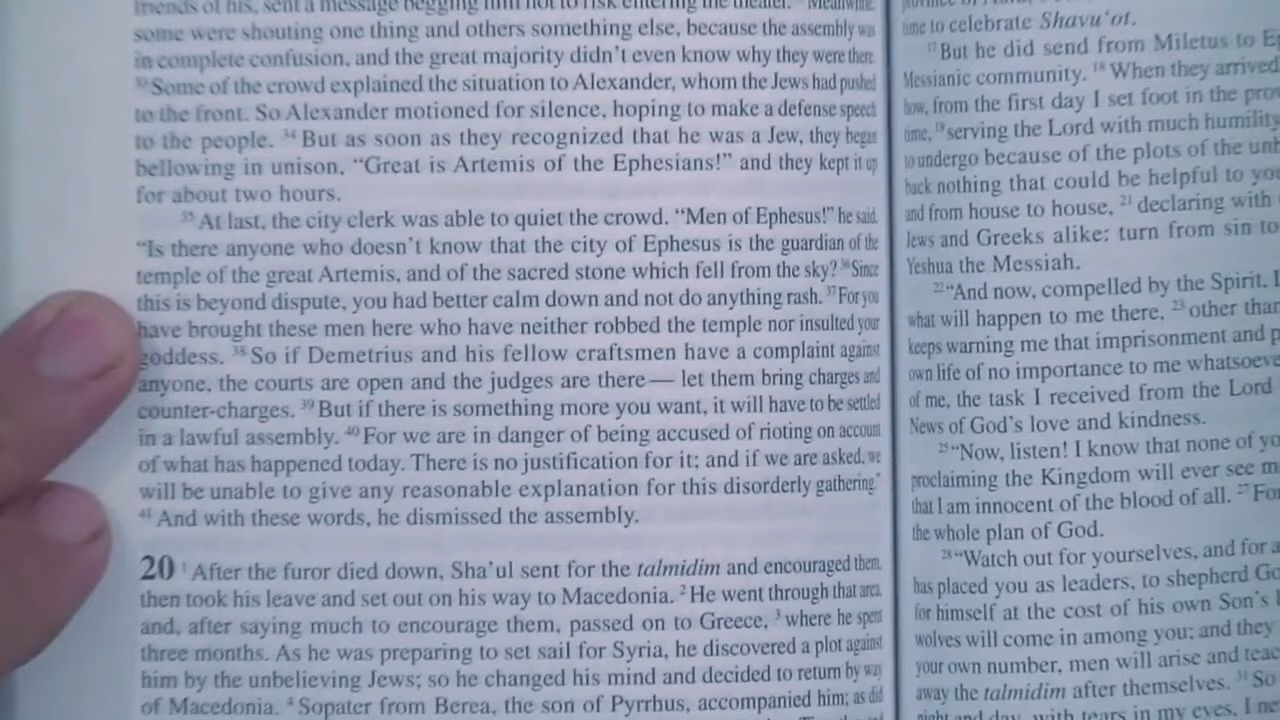 friends of his, sent a message begging him not to risk entering the theater. Meanwhile,
some were shouting one thing and others something else, because the assembly was
in complete confusion, and the great majority didn't even know why they were there.
33 Some of the crowd explained the situation to Alexander, whom the Jews had pushed
to the front. So Alexander motioned for silence, hoping to make a defense speech
to the people. 34 But as soon as they recognized that he was a Jew, they began
bellowing in unison, “Great is Artemis of the Ephesians!” and they kept it up
for about two hours.
35 At last, the city clerk was able to quiet the crowd. “Men of Ephesus!” he said,
“Is there anyone who doesn't know that the city of Ephesus is the guardian of the
temple of the great Artemis, and of the sacred stone which fell from the sky? 36 Since
this is beyond dispute, you had better calm down and not do anything rash. 37 For you
have brought these men here who have neither robbed the temple nor insulted your
goddess. 38 So if Demetrius and his fellow craftsmen have a complaint against
anyone, the courts are open and the judges are there — let them bring charges and
counter-charges. 39 But if there is something more you want, it will have to be settled
in a lawful assembly. 40 For we are in danger of being accused of rioting on account
of what has happened today. There is no justification for it; and if we are asked, we
will be unable to give any reasonable explanation for this disorderly gathering.”
41 And with these words, he dismissed the assembly.
20 1 After the furor died down, Sha'ul sent for the talmidim and encouraged them,
then took his leave and set out on his way to Macedonia. 2 He went through that area,
and, after saying much to encourage them, passed on to Greece, 3 where he spent
three months. As he was preparing to set sail for Syria, he discovered a plot against
him by the unbelieving Jews; so he changed his mind and decided to return by way
of Macedonia. 4 Sopater from Berea, the son of Pyrrhus, accompanied him; as did
time to celebrate Shavu'ot.
17 But he did send from Miletus to
Messianic community. 18 When they arrived
how, from the first day I set foot in the
time, 19 serving the Lord with much humility
to undergo because of the plots of the
back nothing that could be helpful to
and from house to house, 21 declaring with
Jews and Greeks alike: turn from sin to
Yeshua the Messiah.
22 “And now, compelled by the Spirit, I
what will happen to me there, 23 other than
keeps warning me that imprisonment and
own life of no importance to me
of me, the task I received from the Lord
News of God's love and kindness.
25 “Now, listen! I know that none of
proclaiming the Kingdom will ever see
that I am innocent of the blood of all. 27 For
the whole plan of God.
28 “Watch out for yourselves, and for
has placed you as leaders, to shepherd
for himself at the cost of his own Son's
wolves will come in among you; and they
your own number, men will arise and
away the talmidim after themselves. 31 So
night and day, with tears in my eyes, I